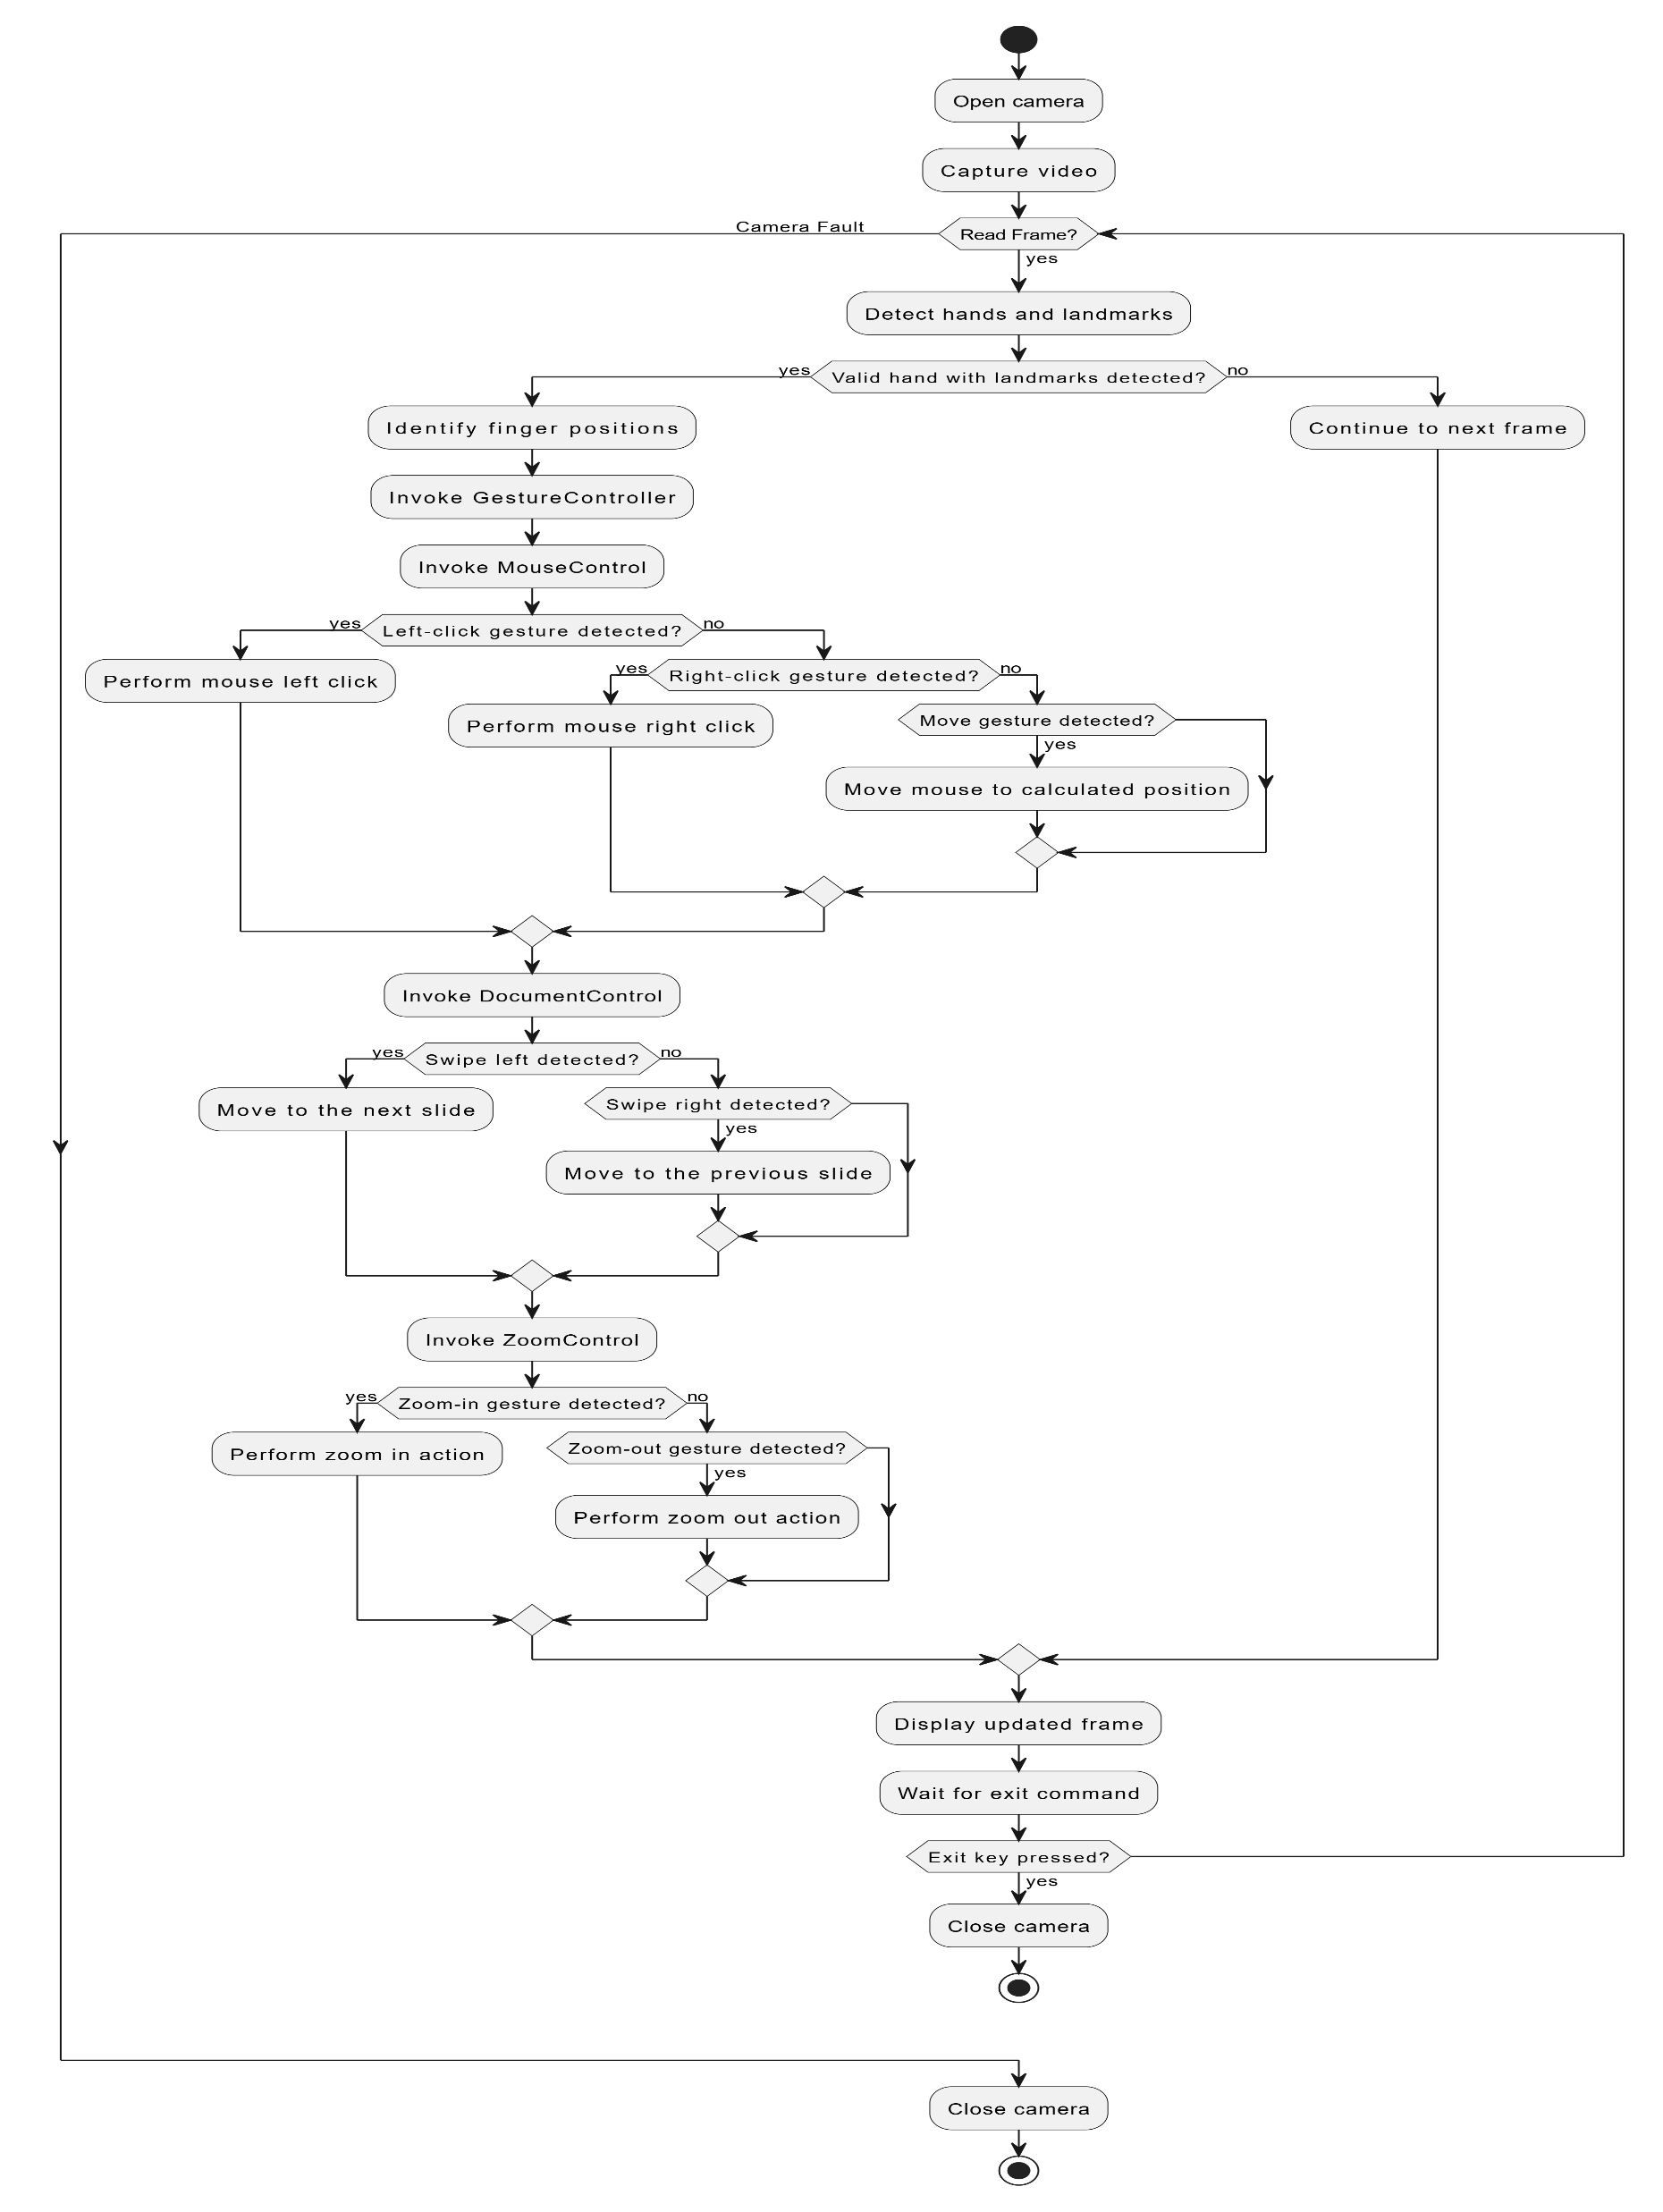 Open camera
Capture video
Camera Fault
Read Frame?
yes
Detect hands and landmarks
yes
Valid hand with landmarks detected?
no
Identify finger positions
Continue to next frame
Invoke GestureController
Invoke MouseControl
yes
Left-click gesture detected?
no
Perform mouse left click
yes
Right-click gesture detected?
no
Perform mouse right click
Move gesture detected?
yes
Move mouse to calculated position
Invoke DocumentControl
yes
Swipe left detected?
no
Move to the next slide
Swipe right detected?
yes
Move to the previous slide
Invoke ZoomControl
yes
Zoom-in gesture detected?
no
Perform zoom in action
Zoom-out gesture detected?
yes
Perform zoom out action
Display updated frame
Wait for exit command
Exit key pressed?
yes
Close camera
Close camera